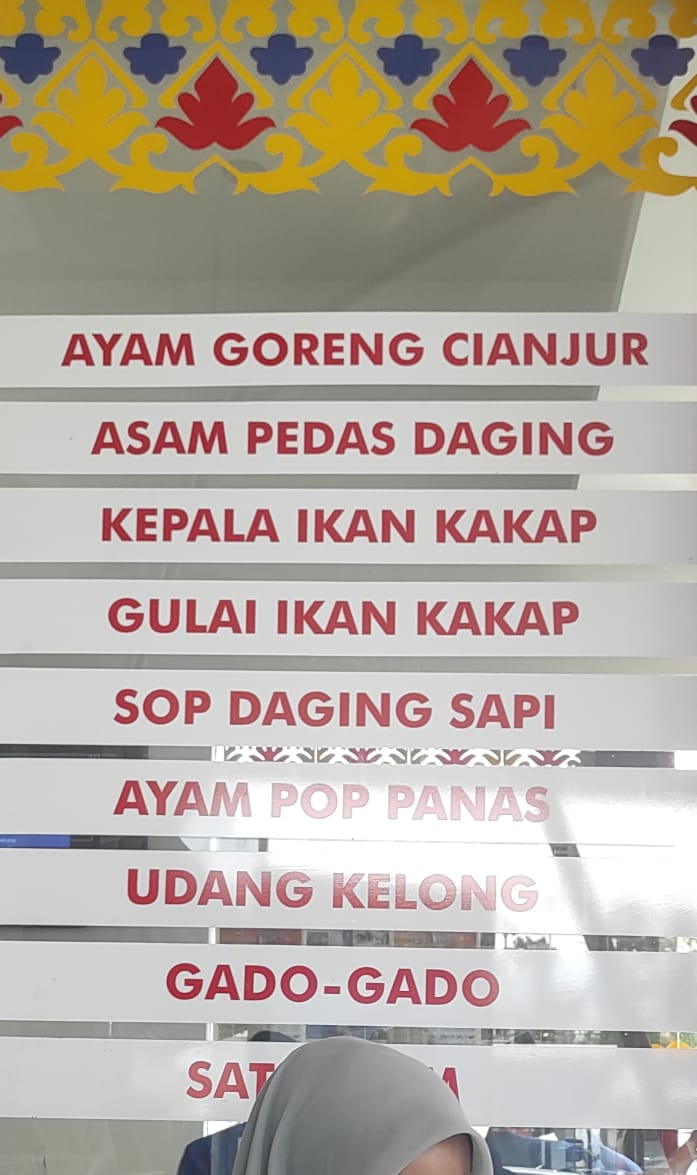 AYAM GORENG CIANJUR
ASAM PEDAS DAGING
KEPALA IKAN KAKAP
GULAI IKAN KAKAP
SOP DAGING SAPI
AYAM POP PANAS
UDANG KELONG
GADO-GADO